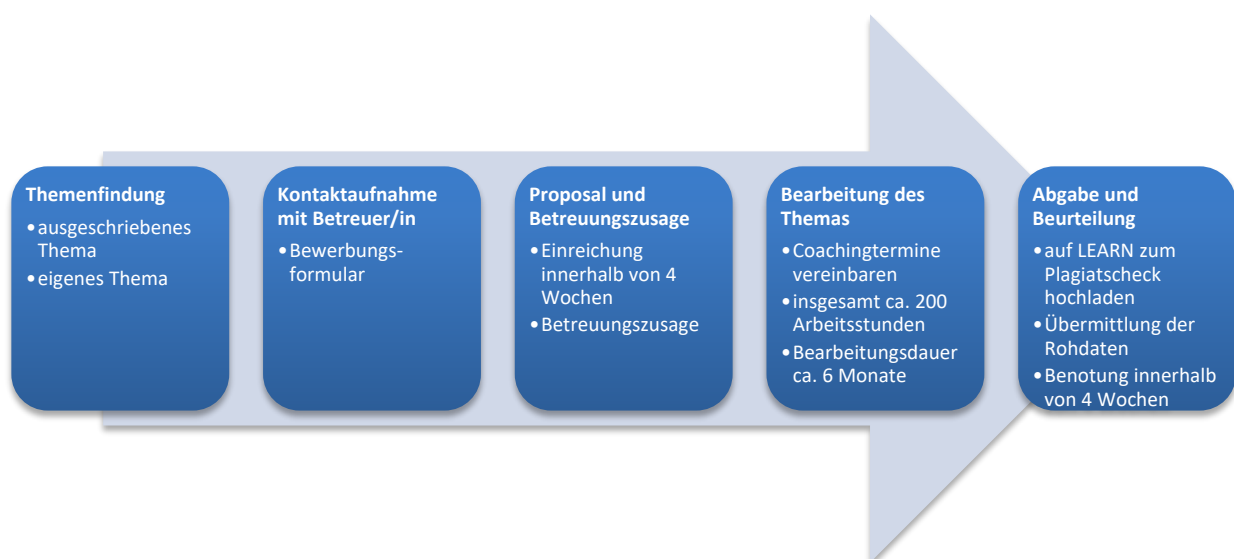 Themenfindung
•ausgeschriebenes
Thema
•eigenes Thema
Kontaktaufnahme
mit Betreuer/in
•Bewerbungs-
formular
Proposal und
Betreuungszusage
•Einreichung
innerhalb von 4
Wochen
•Betreuungszusage
Bearbeitung des
Themas
•Coachingtermine
vereinbaren
•insgesamt ca. 200
Arbeitsstunden
•Bearbeitungsdauer
ca. 6 Monate
Abgabe und
Beurteilung
•auf LEARN zum
Plagiatscheck
hochladen
•Übermittlung der
Rohdaten
•Benotung innerhalb
von 4 Wochen